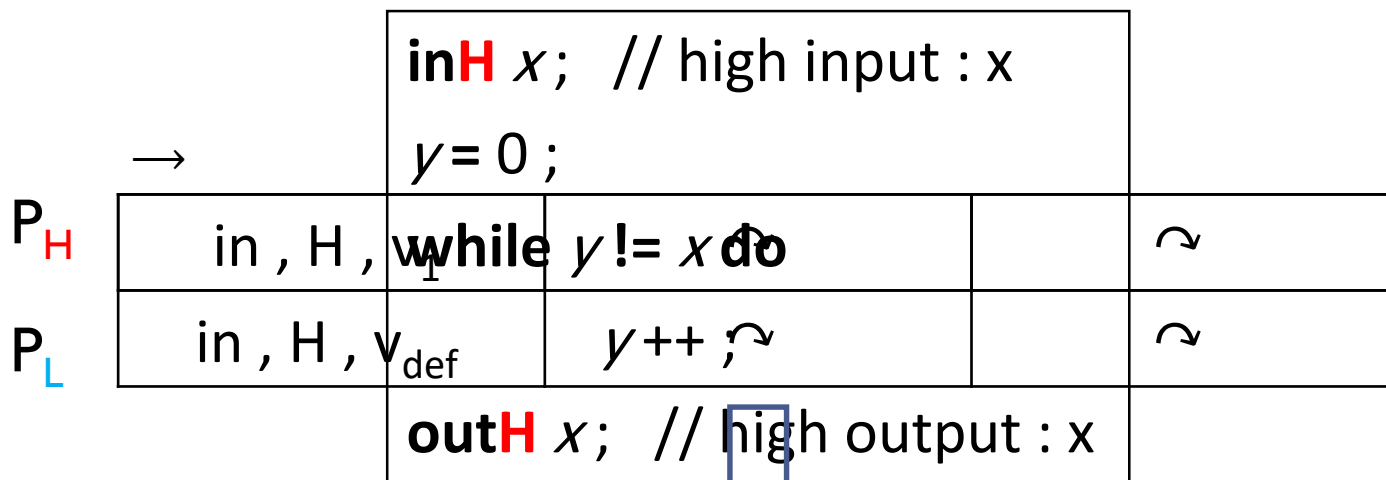 inH x ; // high input : x
→
y = 0 ;
PH in , H , v1 ↷ ↷
while y != x do
PL in , H , vdef ↷ ↷
y ++ ;
outH x ; // high output : x